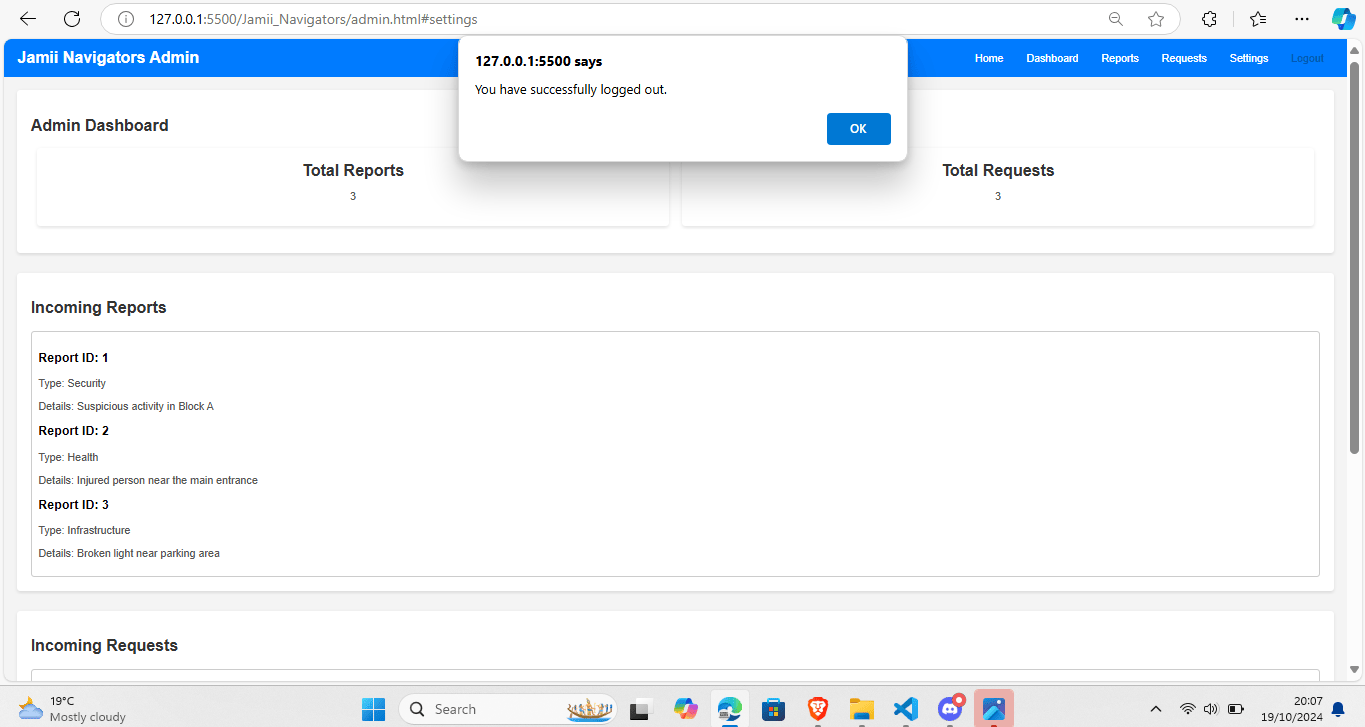 127.0.0.1:5500/Jamii_Navigators/admin.html#settings
Jamii Navigators Admin
Home Dashboard Reports Requests Settings Logout
127.0.0.1:5500 says
You have successfully logged out.
OK
Admin Dashboard
Total Reports
3
Total Requests
3
Incoming Reports
Report ID: 1
Type: Security
Details: Suspicious activity in Block A
Report ID: 2
Type: Health
Details: Injured person near the main entrance
Report ID: 3
Type: Infrastructure
Details: Broken light near parking area
Incoming Requests
19°C
Mostly cloudy
Search
20:07
19/10/2024